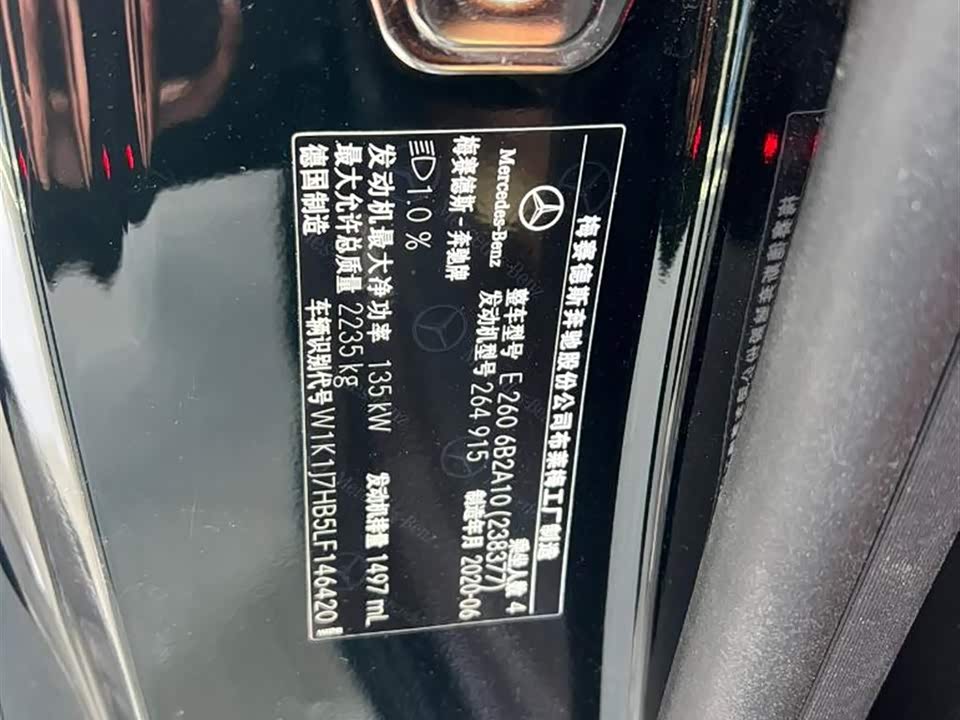 梅赛德斯奔驰股份公司布莱梅工厂制造
Mercedes-Benz
整车型号 E 260 6B2A10 (238377)
乘坐人数 4
梅赛德斯-奔驰牌
发动机型号 264 915
制造年月 2020-06
1.0 %
发动机最大净功率 135 kW
发动机排量 1497 mL
最大允许总质量 2235 kg
德国制造
车辆识别代号 W1K1J7HB5LF146420